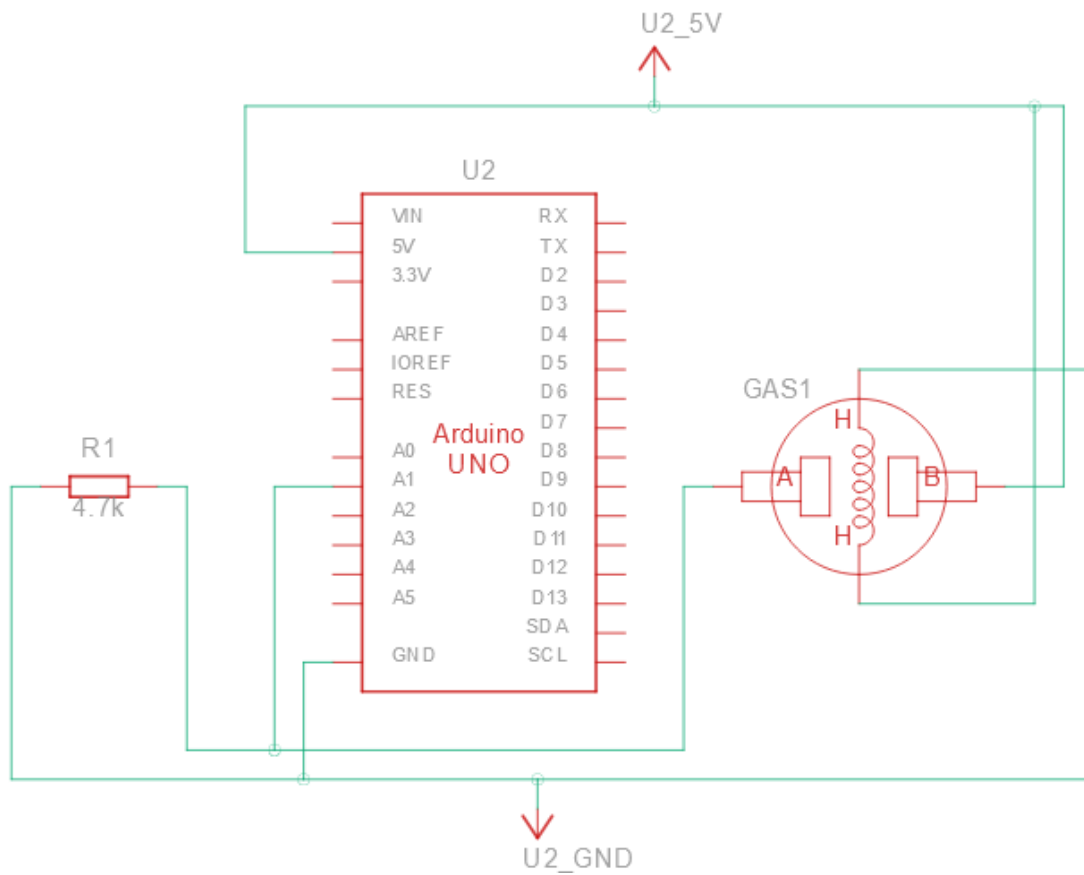 U2_5V
U2
VIN
5V
3.3V
AREF
IOREF
RES
A0
A1
A2
A3
A4
A5
GND
Arduino
UNO
RX
TX
D2
D3
D4
D5
D6
D7
D8
D9
D10
D11
D12
D13
SDA
SCL
R1
4.7k
GAS1
H
A
B
H
U2_GND